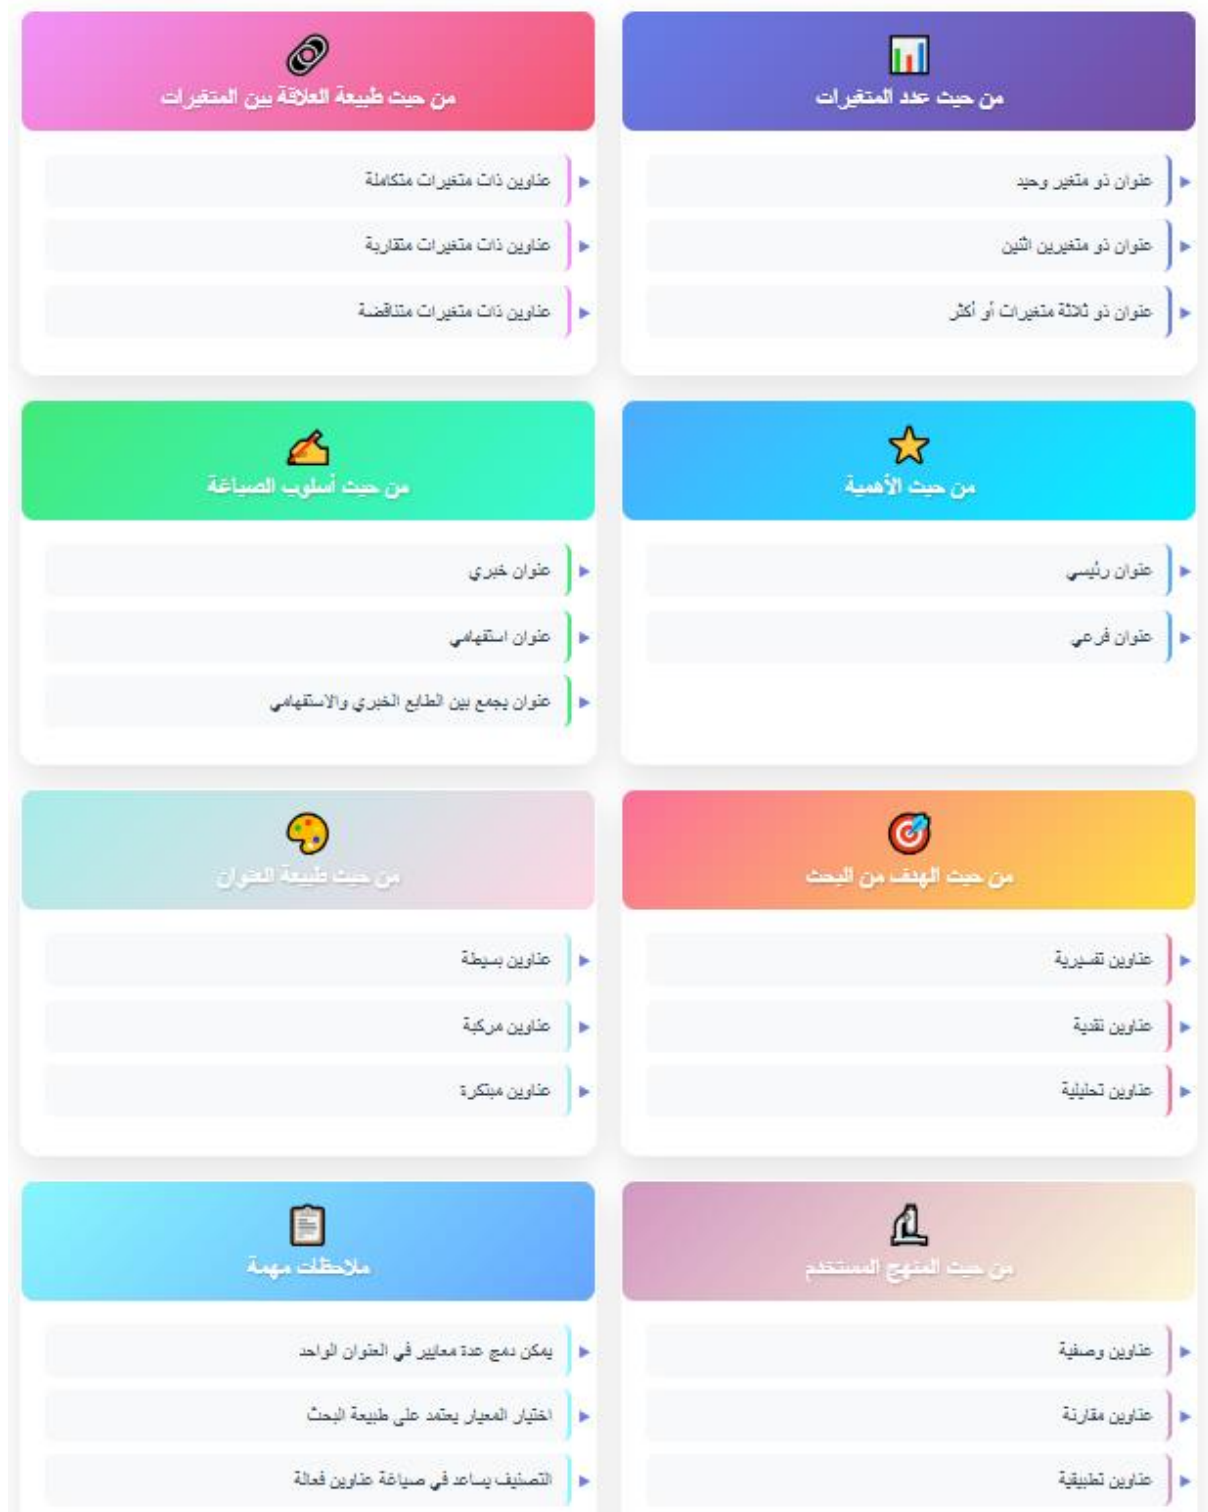 من حيث عدد المتغيرات
عنوان ذو متغير وحيد
عنوان ذو متغيرين اثنين
عنوان ذو ثلاثة متغيرات أو أكثر
من حيث طبيعة العلاقة بين المتغيرات
عناوين ذات متغيرات متكاملة
عناوين ذات متغيرات متقاربة
عناوين ذات متغيرات متناقضة
من حيث الأهمية
عنوان رئيسي
عنوان فرعي
من حيث أسلوب الصياغة
عنوان خبري
عنوان استفهامي
عنوان يجمع بين الطابع الخبري والاستفهامي
من حيث الهدف من البحث
عناوين تفسيرية
عناوين نقدية
عناوين تحليلية
من حيث طبيعة العنوان
عناوين بسيطة
عناوين مركبة
عناوين مبتكرة
من حيث المنهج المستخدم
عناوين وصفية
عناوين مقارنة
عناوين تطبيقية
ملاحظات مهمة
يمكن دمج عدة معايير في العنوان الواحد
اختيار المعيار يعتمد على طبيعة البحث
التصنيف يساعد في صياغة عناوين فعالة